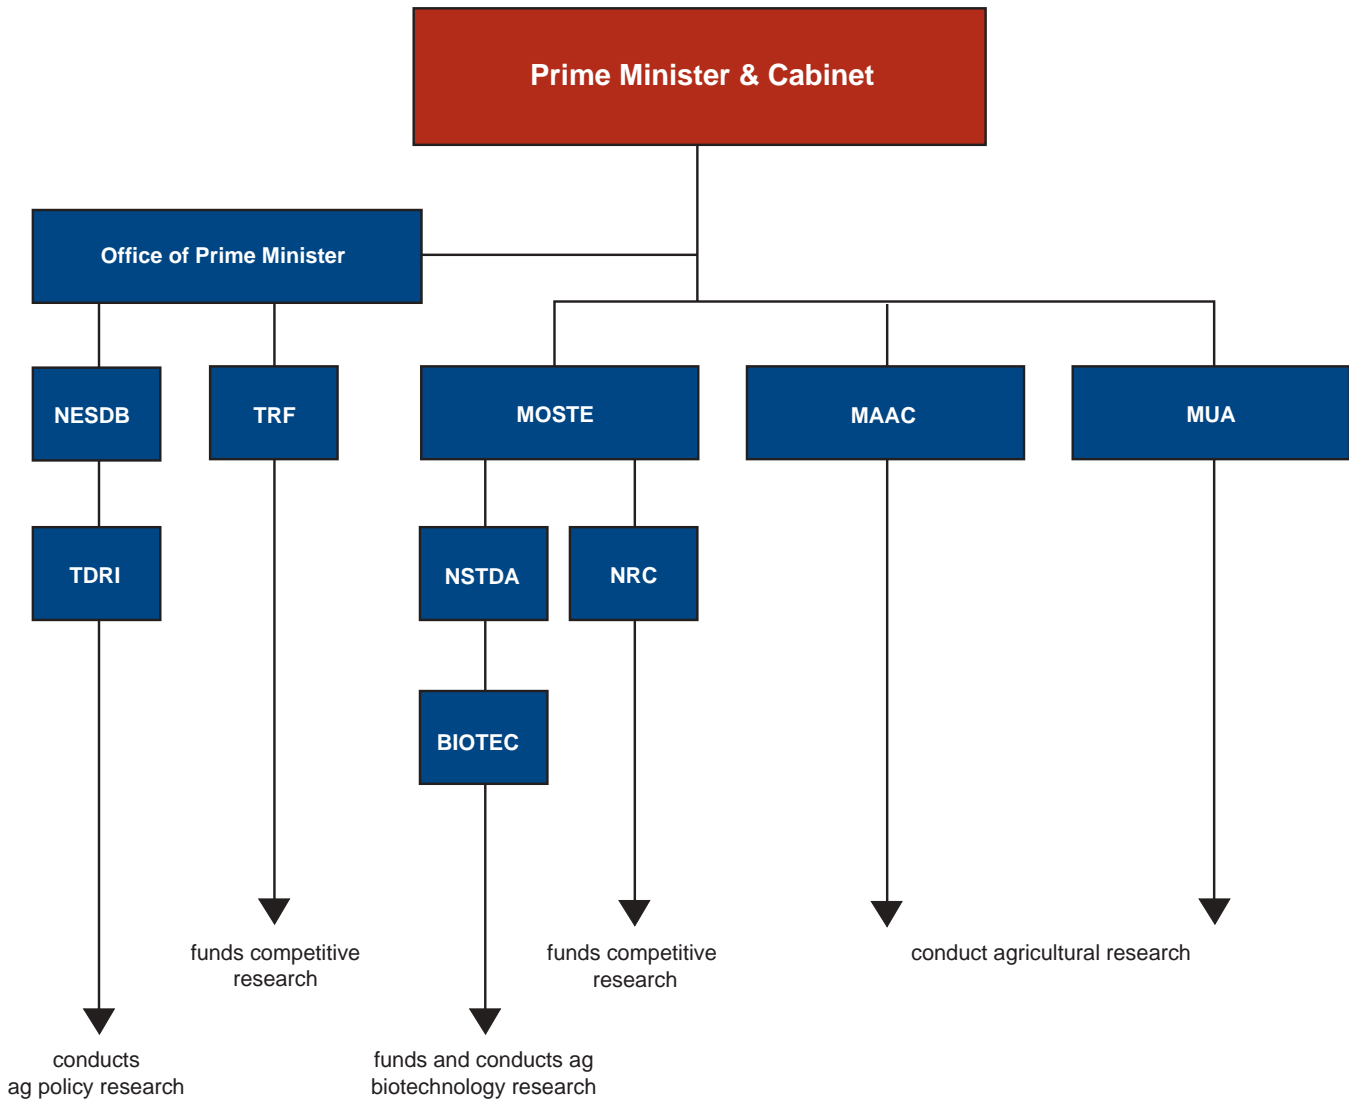 Prime Minister & Cabinet
Office of Prime Minister
NESDB
TRF
MOSTE
MAAC
MUA
TDRI
NSTDA
NRC
BIOTEC
funds competitive
research
funds competitive
research
conduct agricultural research
conducts
ag policy research
funds and conducts ag
biotechnology research